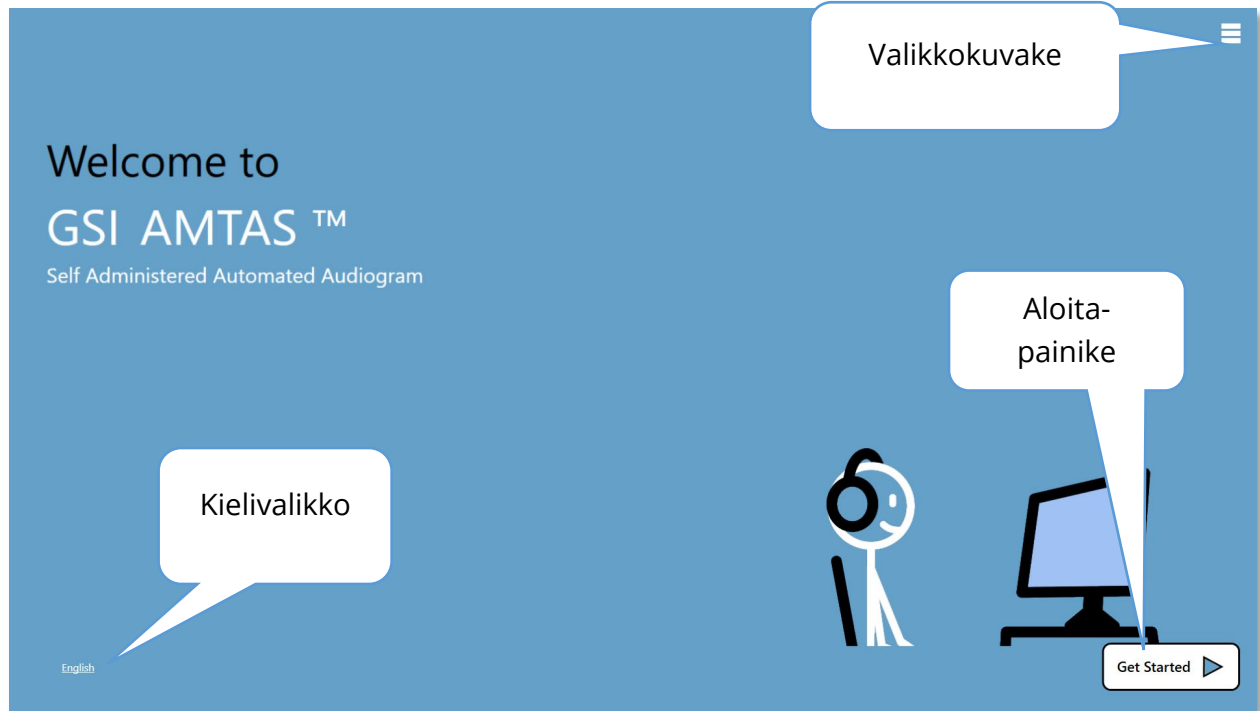 Valikkokuvake
Welcome to
GSI AMTAS ™
Self Administered Automated Audiogram
Aloita-
painike
Kielivalikko
English
Get Started